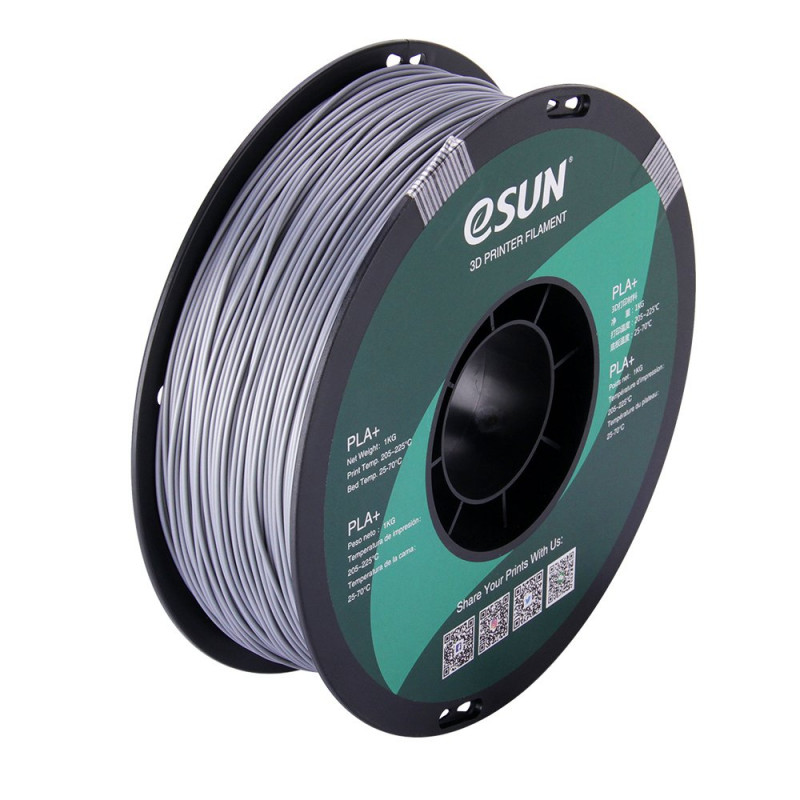 eSUN®
3D PRINTER FILAMENT
PLA+
Net Weight: 1KG
Print Temp. 205-225°C
Bed Temp. 25-70°C
PLA+
Peso neto : 1KG
Temperatura de impresión:
205-225°C
Temperatura de la cama:
25-70°C
PLA+
3D打印材料
净 重 : 1KG
打印温度 : 205-225°C
底板温度 : 25-70°C
PLA+
Poids net: 1KG
Température d'impression:
205-225°C
Température du plateau:
25-70°C
Share Your Prints With Us: